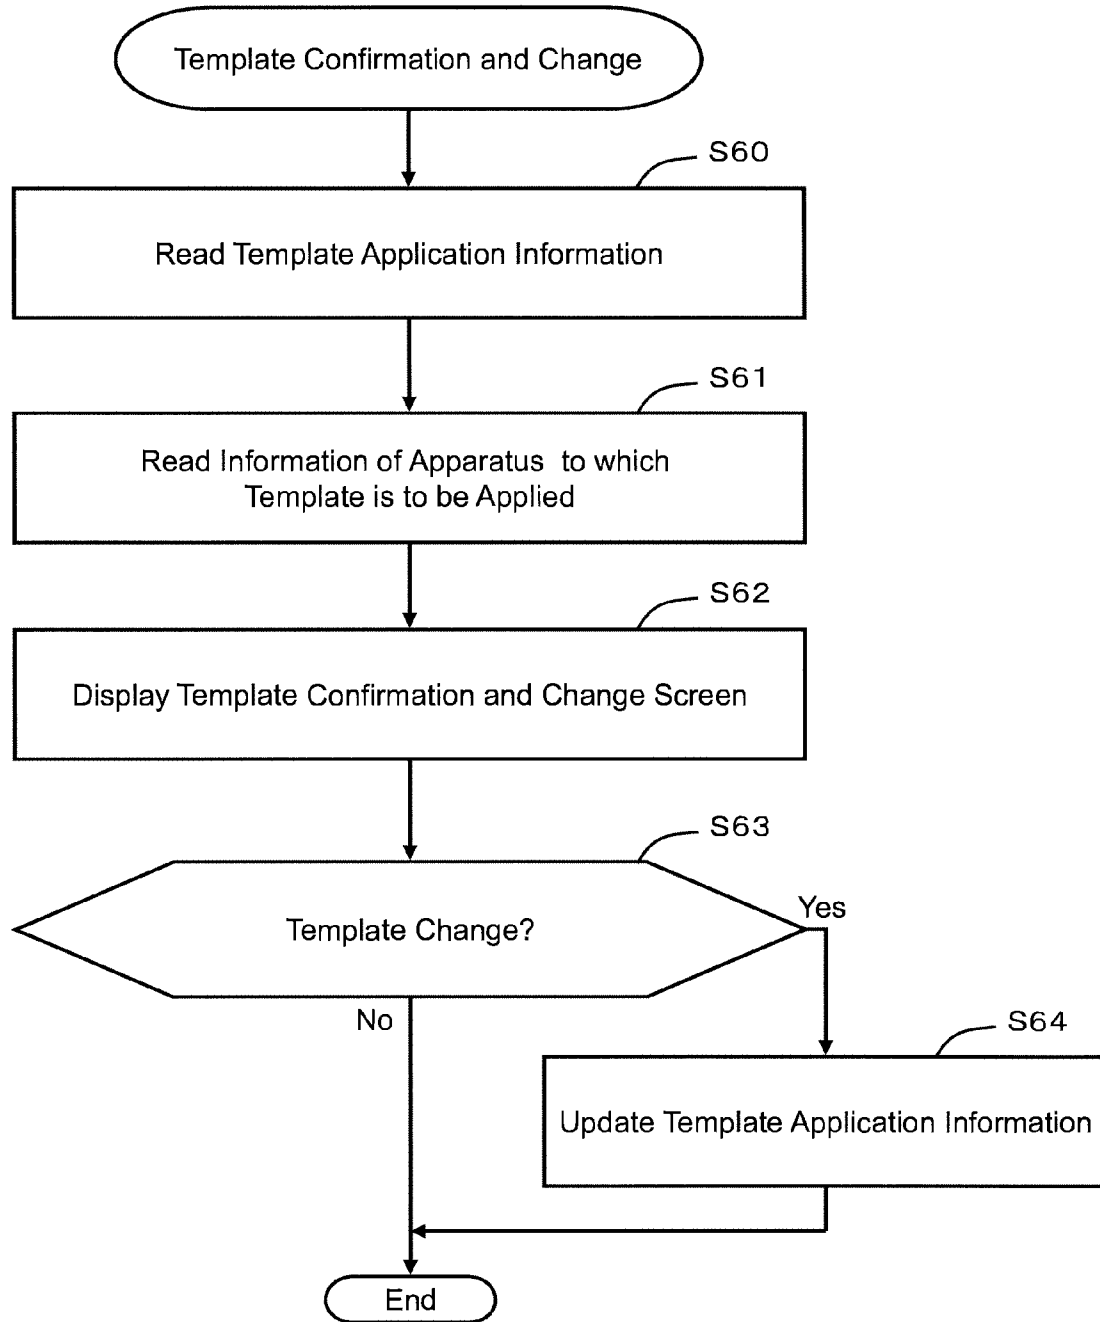 Template Confirmation and Change
S60
Read Template Application Information
S61
Read Information of Apparatus to which
Template is to be Applied
S62
Display Template Confirmation and Change Screen
S63
Template Change?
Yes
No
S64
Update Template Application Information
End